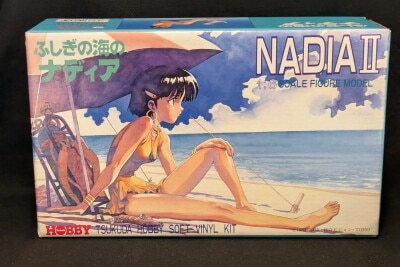 ふしぎの海の
ナディア
NADIA II
SCALE FIGURE MODEL
HOBBY
TSUKUDA HOBBY SOFT VINYL KIT